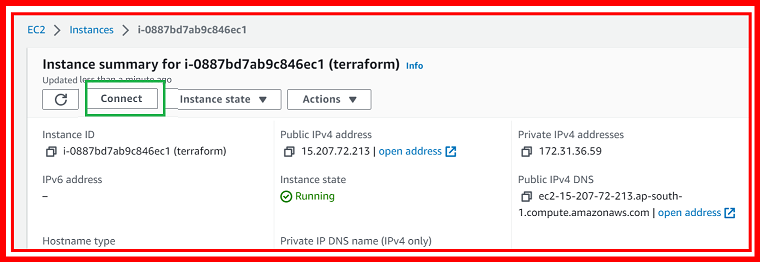 EC2 > Instances > i-0887bd7ab9c846ec1
Instance summary for i-0887bd7ab9c846ec1 (terraform) Info
Updated less than a minute ago
Connect Instance state Actions
Instance ID
i-0887bd7ab9c846ec1 (terraform)
Public IPv4 address
15.207.72.213 | open address
Private IPv4 addresses
172.31.36.59
IPv6 address
–
Instance state
Running
Public IPv4 DNS
ec2-15-207-72-213.ap-south-
1.compute.amazonaws.com | open address
Hostname type
Private IP DNS name (IPv4 only)